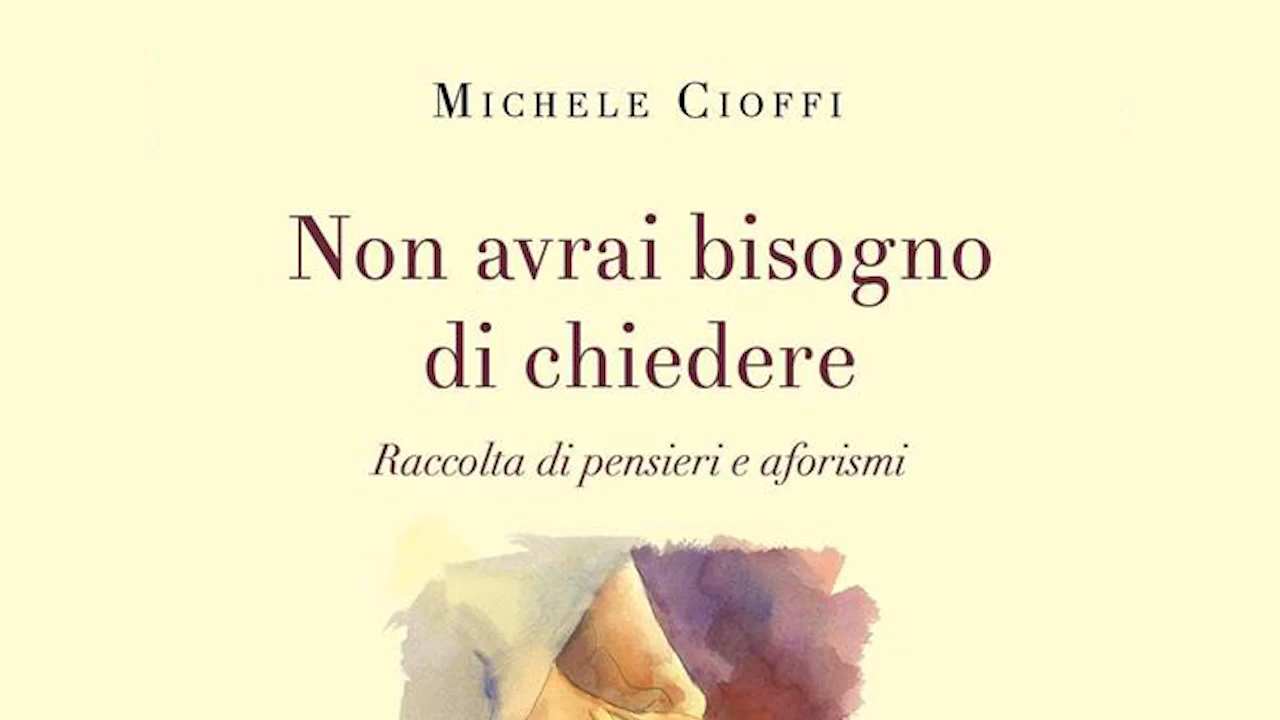 Michele Cioffi
Non avrai bisogno
di chiedere
Raccolta di pensieri e aforismi